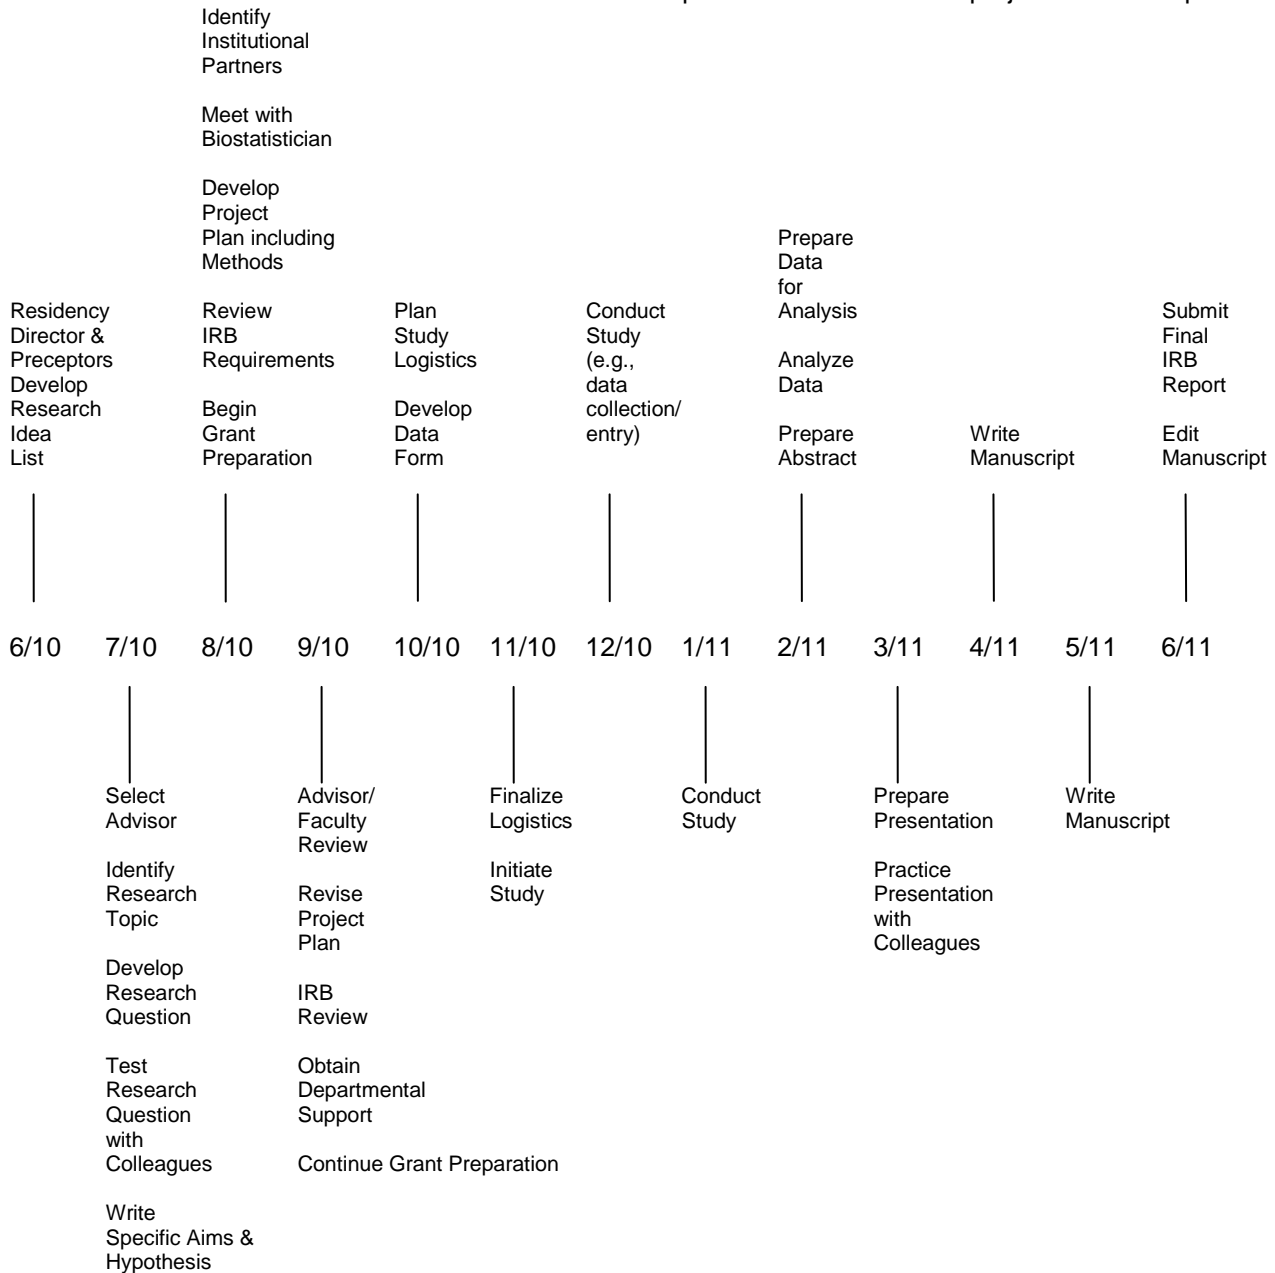 Identify
Institutional
Partners
Meet with
Biostatistician
Develop
Project
Plan including
Methods
Review
IRB
Requirements
Begin
Grant
Preparation
Residency
Director &
Preceptors
Develop
Research
Idea
List
Plan
Study
Logistics
Develop
Data
Form
Conduct
Study
(e.g.,
data
collection/
entry)
Prepare
Data
for
Analysis
Analyze
Data
Prepare
Abstract
Write
Manuscript
Submit
Final
IRB
Report
Edit
Manuscript
6/10 7/10 8/10 9/10 10/10 11/10 12/10 1/11 2/11 3/11 4/11 5/11 6/11
Select
Advisor
Identify
Research
Topic
Develop
Research
Question
Test
Research
Question
with
Colleagues
Write
Specific Aims &
Hypothesis
Advisor/
Faculty
Review
Revise
Project
Plan
IRB
Review
Obtain
Departmental
Support
Continue Grant Preparation
Finalize
Logistics
Initiate
Study
Conduct
Study
Prepare
Presentation
Practice
Presentation
with
Colleagues
Write
Manuscript